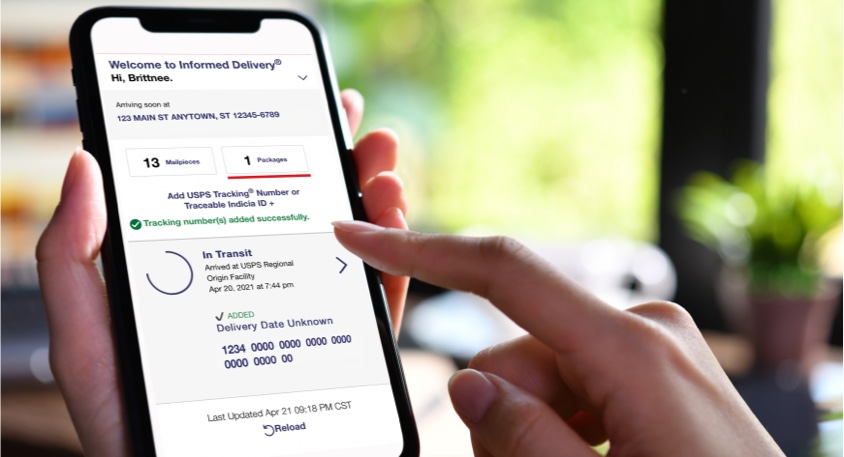 Welcome to Informed Delivery®
Hi, Brittnee.
Arriving soon at
123 MAIN ST ANYTOWN, ST 12345-6789
13 Mailpieces 1 Packages
Add USPS Tracking® Number or
Traceable Indicia ID +
Tracking number(s) added successfully.
In Transit
Arrived at USPS Regional
Origin Facility
Apr 20, 2021 at 7:44 pm
ADDED
Delivery Date Unknown
1234 0000 0000 0000 0000
0000 0000 00
Last Updated Apr 21 09:18 PM CST
Reload